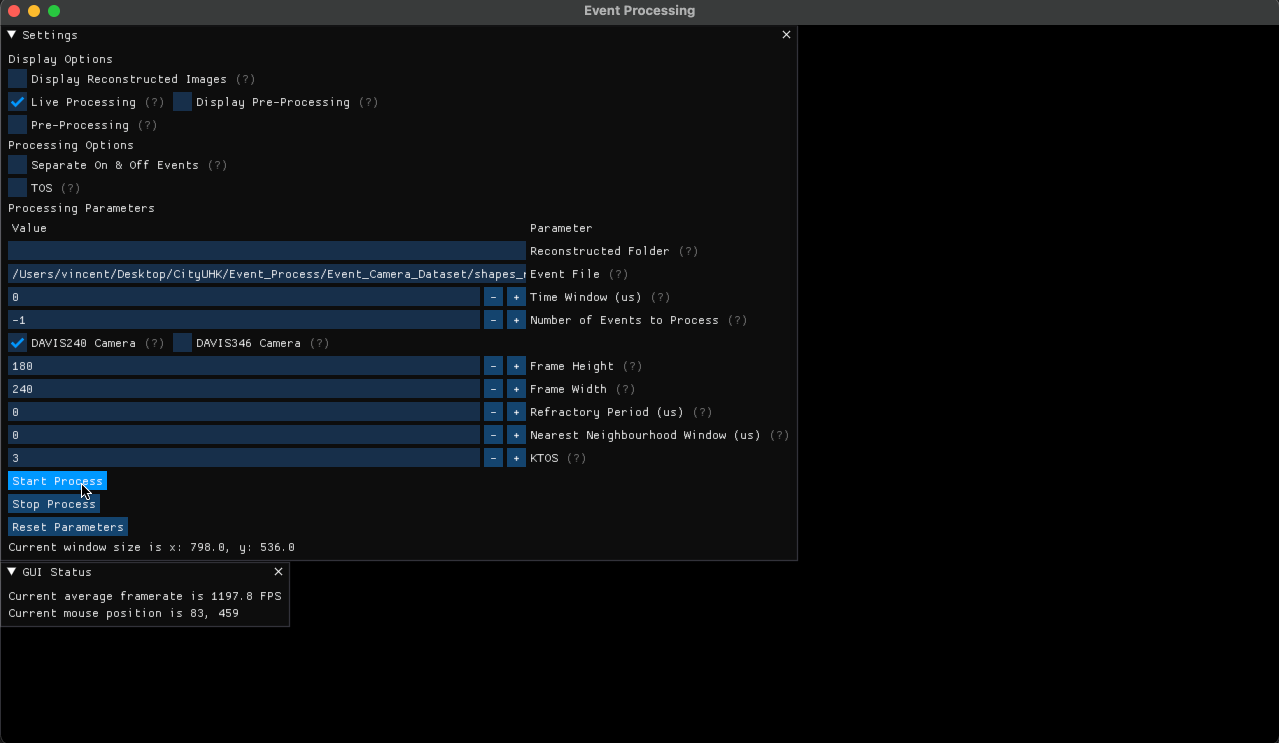 Event Processing
Settings
Display Options
Display Reconstructed Images (?)
Live Processing (?) Display Pre-Processing (?)
Pre-Processing (?)
Processing Options
Separate On & Off Events (?)
TOS (?)
Processing Parameters
Value Parameter
Reconstructed Folder (?)
/Users/vincent/Desktop/CityUHK/Event_Process/Event_Camera_Dataset/shapes_ Event File (?)
0 - + Time Window (us) (?)
-1 - + Number of Events to Process (?)
DAVIS240 Camera (?) DAVIS346 Camera (?)
180 - + Frame Height (?)
240 - + Frame Width (?)
0 - + Refractory Period (us) (?)
0 - + Nearest Neighbourhood Window (us) (?)
3 - + KTOS (?)
Start Process
Stop Process
Reset Parameters
Current window size is x: 798.0, y: 536.0
GUI Status
Current average framerate is 1197.8 FPS
Current mouse position is 83, 459